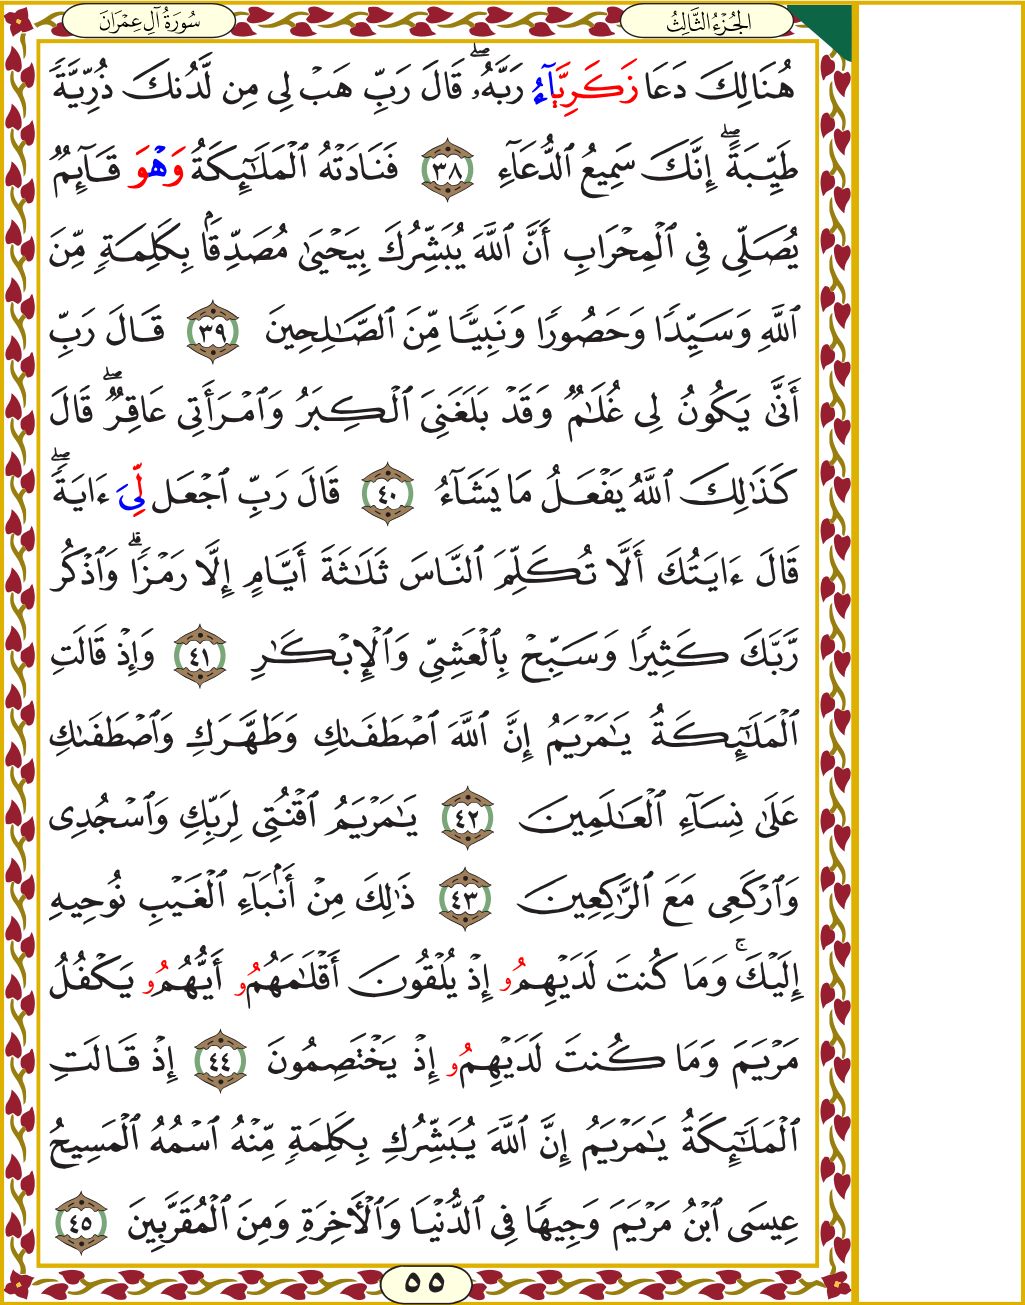 الجُزْءُ الثَّالِثُ
سُورَةُ آلِ عِمْرَانَ
هُنَالِكَ دَعَا زَكَرِيَّآءُ رَبَّهُۥۖ قَالَ رَبِّ هَبْ لِى مِن لَّدُنكَ ذُرِّيَّةً
طَيِّبَةًۖ إِنَّكَ سَمِيعُ ٱلدُّعَآءِ ٣٨ فَنَادَتْهُ ٱلْمَلَٰٓئِكَةُ وَهْوَ قَآئِمٌ
يُصَلِّى فِى ٱلْمِحْرَابِ أَنَّ ٱللَّهَ يُبَشِّرُكَ بِيَحْيَىٰ مُصَدِّقًۢا بِكَلِمَةٍ مِّنَ
ٱللَّهِ وَسَيِّدًا وَحَصُورًا وَنَبِيًّا مِّنَ ٱلصَّٰلِحِينَ ٣٩ قَالَ رَبِّ
أَنَّىٰ يَكُونُ لِى غُلَٰمٌ وَقَدْ بَلَغَنِىَ ٱلْكِبَرُ وَٱمْرَأَتِى عَاقِرٌۖ قَالَ
كَذَٰلِكَ ٱللَّهُ يَفْعَلُ مَا يَشَآءُ ٤٠ قَالَ رَبِّ ٱجْعَل لِّىَ ءَايَةًۖ
قَالَ ءَايَتُكَ أَلَّا تُكَلِّمَ ٱلنَّاسَ ثَلَٰثَةَ أَيَّامٍ إِلَّا رَمْزًاۗ وَٱذْكُر
رَّبَّكَ كَثِيرًا وَسَبِّحْ بِٱلْعَشِىِّ وَٱلْإِبْكَٰرِ ٤١ وَإِذْ قَالَتِ
ٱلْمَلَٰٓئِكَةُ يَٰمَرْيَمُ إِنَّ ٱللَّهَ ٱصْطَفَىٰكِ وَطَهَّرَكِ وَٱصْطَفَىٰكِ
عَلَىٰ نِسَآءِ ٱلْعَٰلَمِينَ ٤٢ يَٰمَرْيَمُ ٱقْنُتِى لِرَبِّكِ وَٱسْجُدِى
وَٱرْكَعِى مَعَ ٱلرَّٰكِعِينَ ٤٣ ذَٰلِكَ مِنْ أَنۢبَآءِ ٱلْغَيْبِ نُوحِيهِ
إِلَيْكَۚ وَمَا كُنتَ لَدَيْهِمُۥ إِذْ يُلْقُونَ أَقْلَٰمَهُمُۥ أَيُّهُمُۥ يَكْفُلُ
مَرْيَمَ وَمَا كُنتَ لَدَيْهِمُۥ إِذْ يَخْتَصِمُونَ ٤٤ إِذْ قَالَتِ
ٱلْمَلَٰٓئِكَةُ يَٰمَرْيَمُ إِنَّ ٱللَّهَ يُبَشِّرُكِ بِكَلِمَةٍ مِّنْهُ ٱسْمُهُ ٱلْمَسِيحُ
عِيسَى ٱبْنُ مَرْيَمَ وَجِيهًا فِى ٱلدُّنْيَا وَٱلْءَاخِرَةِ وَمِنَ ٱلْمُقَرَّبِينَ ٤٥
٥٥